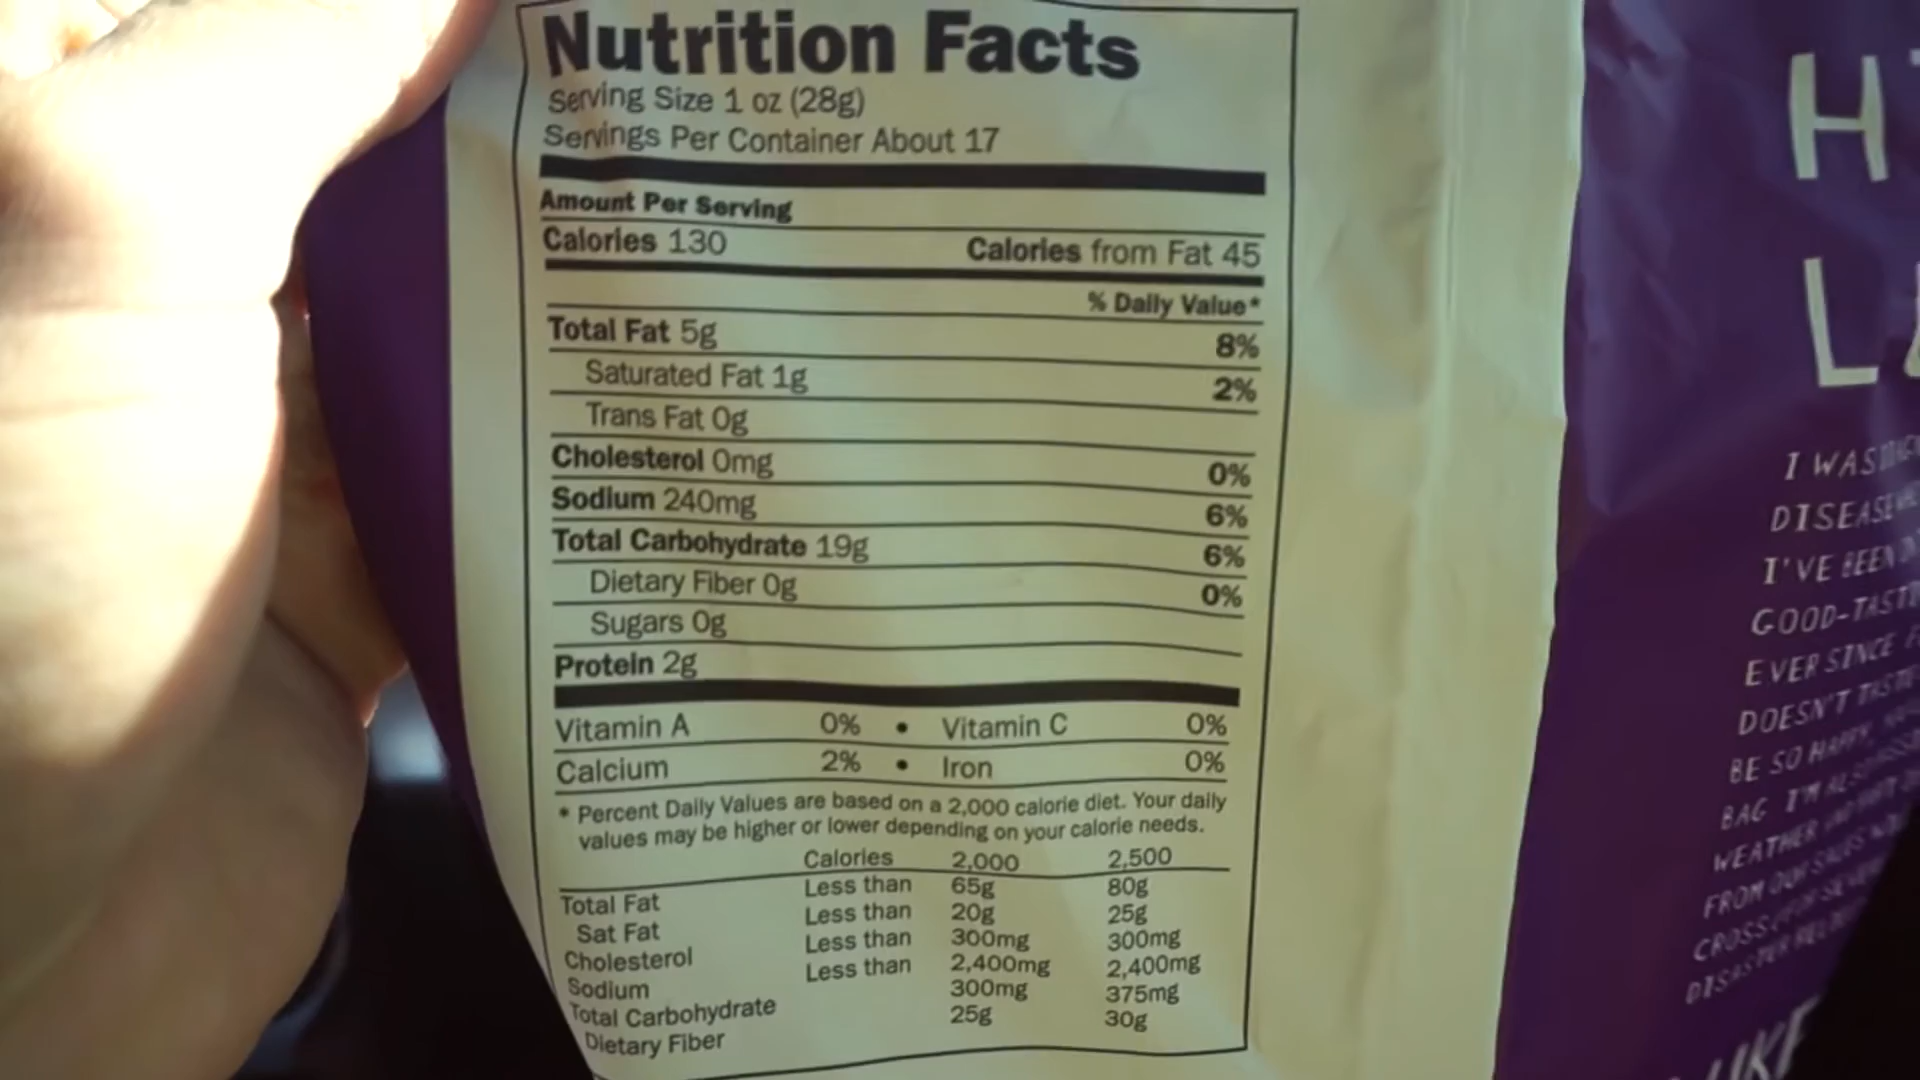 Nutrition Facts
Serving Size 1 oz (28g)
Servings Per Container About 17
Amount Per Serving
Calories 130 Calories from Fat 45
% Daily Value*
Total Fat 5g 8%
Saturated Fat 1g 2%
Trans Fat 0g
Cholesterol 0mg 0%
Sodium 240mg 6%
Total Carbohydrate 19g 6%
Dietary Fiber 0g 0%
Sugars 0g
Protein 2g
Vitamin A 0% • Vitamin C 0%
Calcium 2% • Iron 0%
* Percent Daily Values are based on a 2,000 calorie diet. Your daily
values may be higher or lower depending on your calorie needs.
Calories 2,000 2,500
Total Fat Less than 65g 80g
Sat Fat Less than 20g 25g
Cholesterol Less than 300mg 300mg
Sodium Less than 2,400mg 2,400mg
Total Carbohydrate 300mg 375mg
Dietary Fiber 25g 30g
H
L
I WAS
DISEASE
I'VE BEEN
GOOD-TAST
EVER SINCE
DOESN'T TASTE
BE SO HAPPY,
BAG I'M ALSO
WEATHER
FROM OUR SALES
CROSS